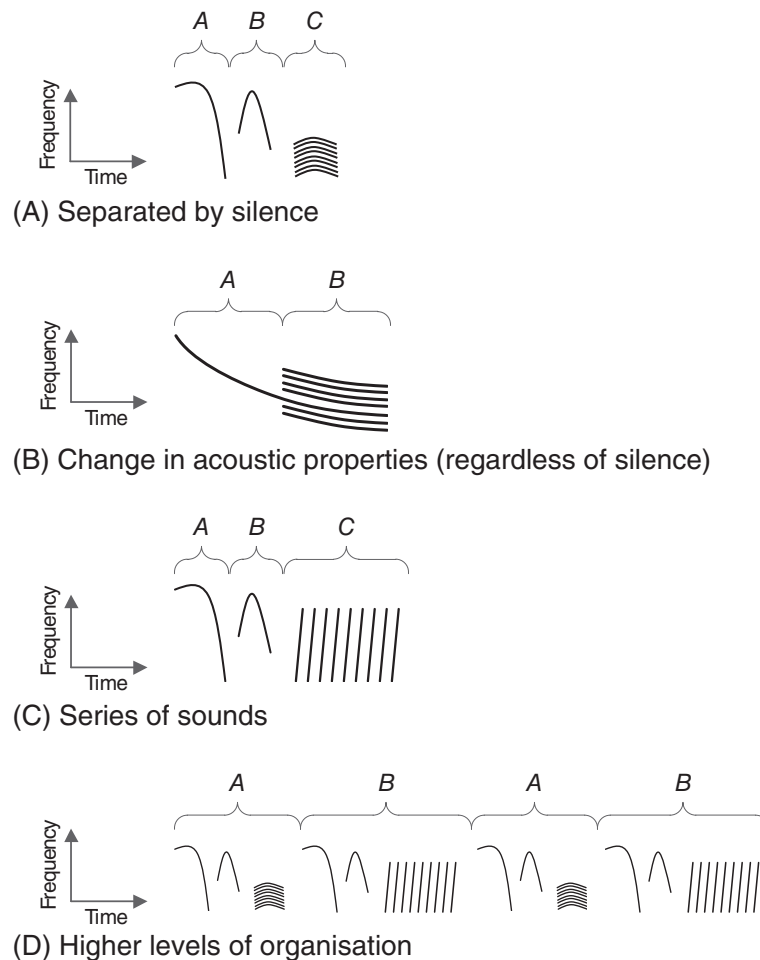 A B C
Frequency
Time
(A) Separated by silence
A B
Frequency
Time
(B) Change in acoustic properties (regardless of silence)
A B C
Frequency
Time
(C) Series of sounds
A B A B
Frequency
Time
(D) Higher levels of organisation